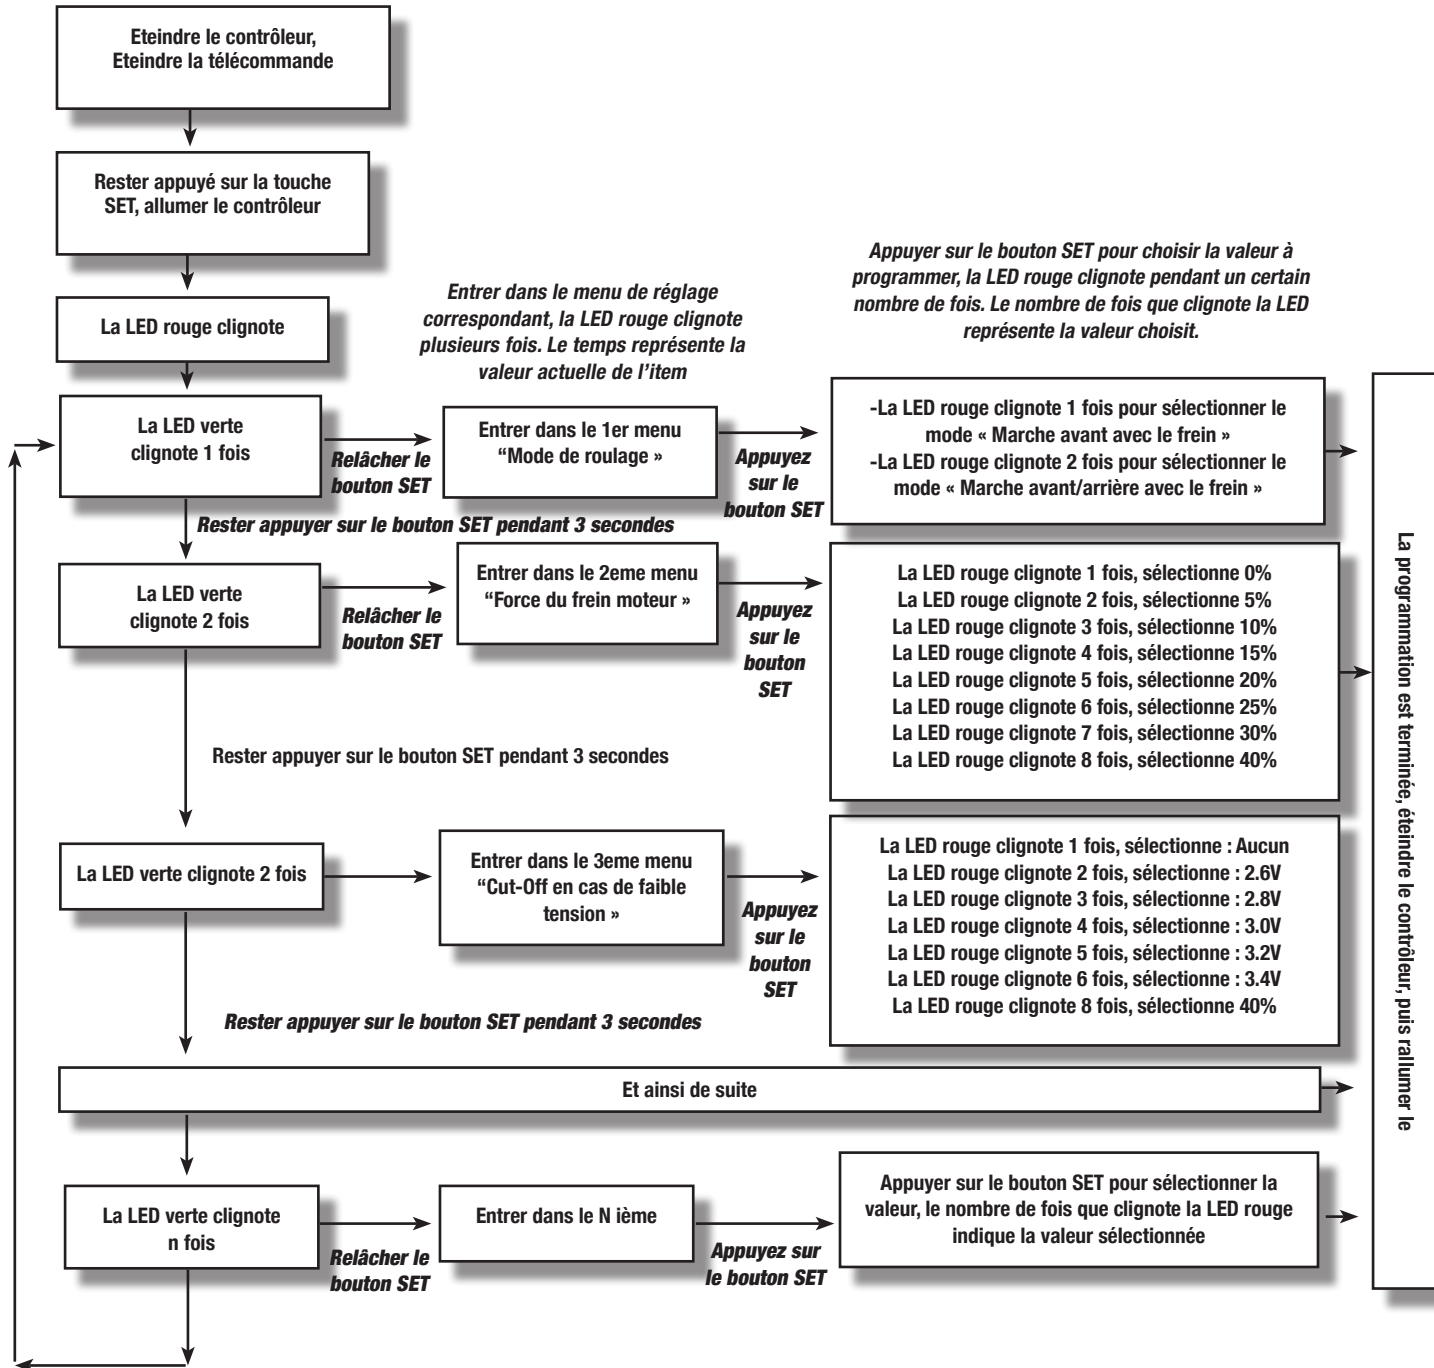 Eteindre le contrôleur,
Eteindre la télécommande
Rester appuyé sur la touche
SET, allumer le contrôleur
La LED rouge clignote
Entrer dans le menu de réglage
correspondant, la LED rouge clignote
plusieurs fois. Le temps représente la
valeur actuelle de l’item
Appuyer sur le bouton SET pour choisir la valeur à
programmer, la LED rouge clignote pendant un certain
nombre de fois. Le nombre de fois que clignote la LED
représente la valeur choisit.
La LED verte
clignote 1 fois
Relâcher le
bouton SET
Entrer dans le 1er menu
“Mode de roulage »
Appuyez
sur le
bouton SET
-La LED rouge clignote 1 fois pour sélectionner le
mode « Marche avant avec le frein »
-La LED rouge clignote 2 fois pour sélectionner le
mode « Marche avant/arrière avec le frein »
Rester appuyer sur le bouton SET pendant 3 secondes
La LED verte
clignote 2 fois
Relâcher le
bouton SET
Entrer dans le 2eme menu
“Force du frein moteur »
Appuyez
sur le
bouton
SET
La LED rouge clignote 1 fois, sélectionne 0%
La LED rouge clignote 2 fois, sélectionne 5%
La LED rouge clignote 3 fois, sélectionne 10%
La LED rouge clignote 4 fois, sélectionne 15%
La LED rouge clignote 5 fois, sélectionne 20%
La LED rouge clignote 6 fois, sélectionne 25%
La LED rouge clignote 7 fois, sélectionne 30%
La LED rouge clignote 8 fois, sélectionne 40%
Rester appuyer sur le bouton SET pendant 3 secondes
La LED verte clignote 2 fois
Entrer dans le 3eme menu
“Cut-Off en cas de faible
tension »
Appuyez
sur le
bouton
SET
La LED rouge clignote 1 fois, sélectionne : Aucun
La LED rouge clignote 2 fois, sélectionne : 2.6V
La LED rouge clignote 3 fois, sélectionne : 2.8V
La LED rouge clignote 4 fois, sélectionne : 3.0V
La LED rouge clignote 5 fois, sélectionne : 3.2V
La LED rouge clignote 6 fois, sélectionne : 3.4V
La LED rouge clignote 8 fois, sélectionne 40%
Rester appuyer sur le bouton SET pendant 3 secondes
Et ainsi de suite
La LED verte clignote
n fois
Relâcher le
bouton SET
Entrer dans le N ième
Appuyez sur
le bouton SET
Appuyer sur le bouton SET pour sélectionner la
valeur, le nombre de fois que clignote la LED rouge
indique la valeur sélectionnée
La programmation est terminée, éteindre le contrôleur, puis rallumer le